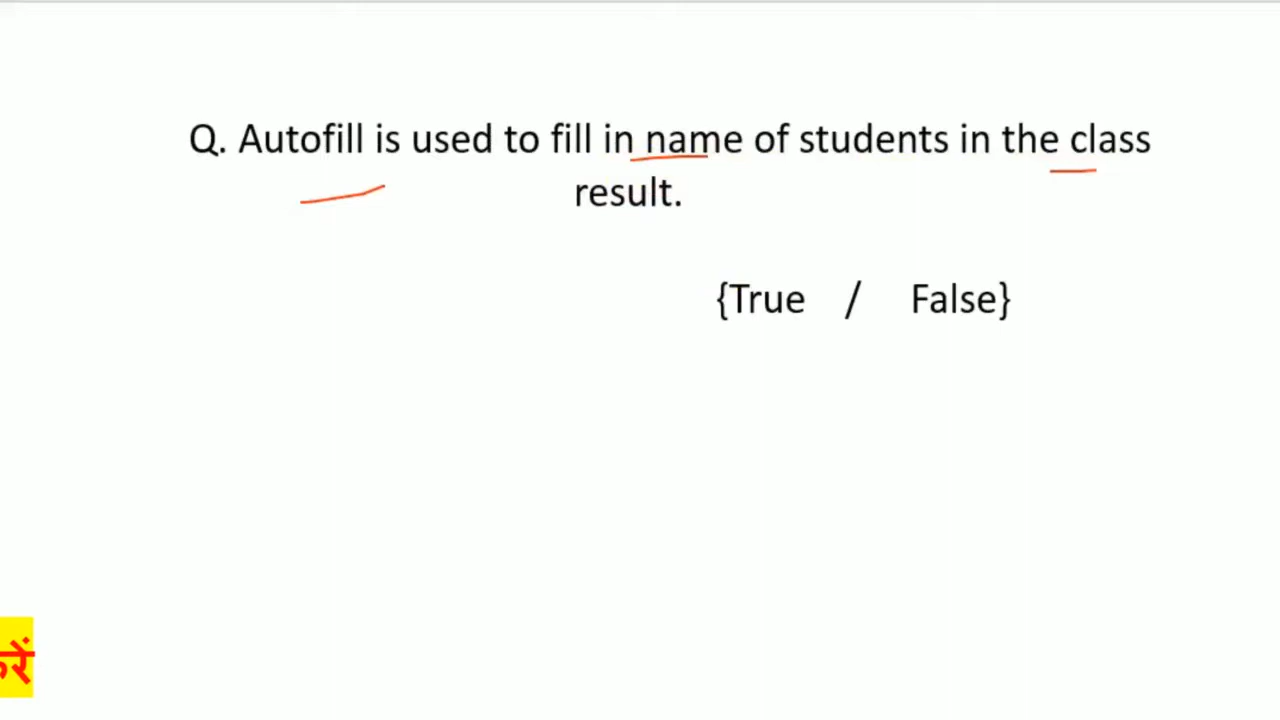 Q. Autofill is used to fill in name of students in the class
result.
{True / False}